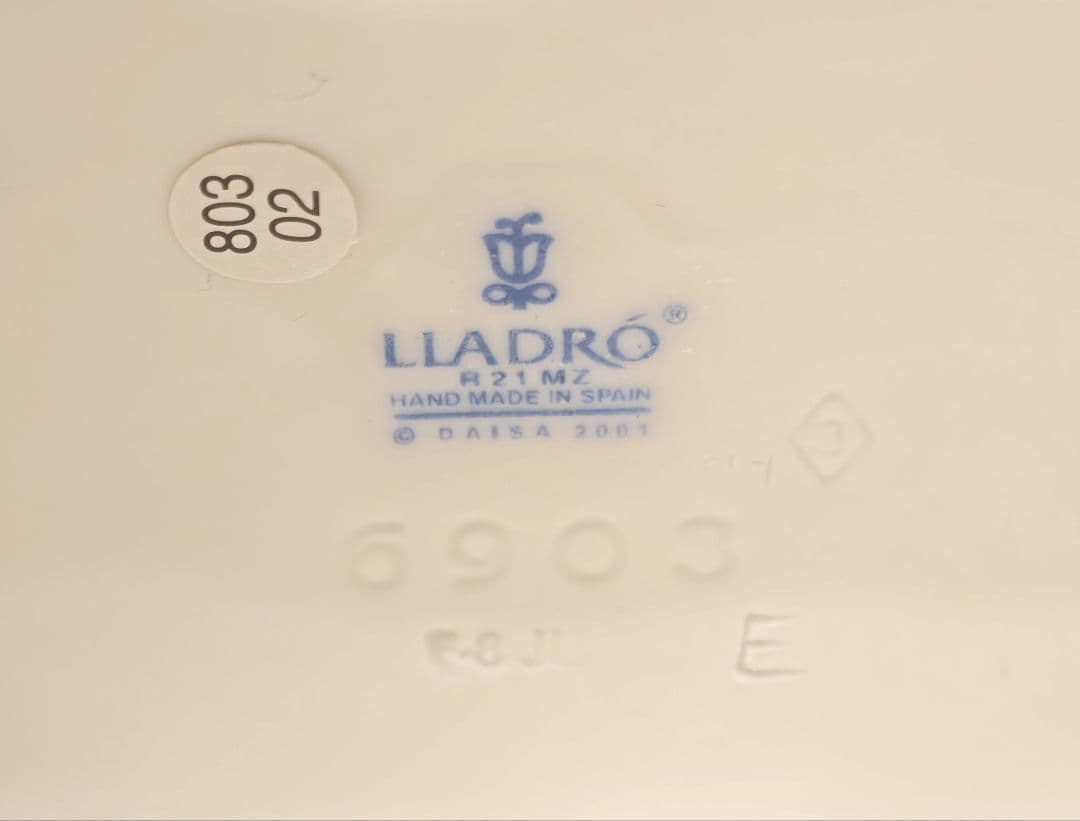 803
02
LLADRÓ®
R 21 MZ
HAND MADE IN SPAIN
© DAISA 2001
6903
E